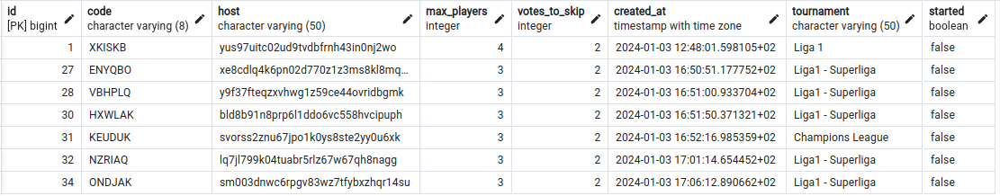 id code host max_players votes_to_skip created_at tournament started
[PK] bigint character varying (8) character varying (50) integer integer timestamp with time zone character varying (50) boolean
1 XKISKB yus97uitc02ud9tvdbfrnh43in0nj2wo 4 2 2024-01-03 12:48:01.598105+02 Liga 1 false
27 ENYQBO xe8cdlq4k6pn02d770z1z3ms8kl8mq... 3 2 2024-01-03 16:50:51.177752+02 Liga1 - Superliga false
28 VBHPLQ y9f37fteqzxvhwg1z59ce44ovridbgmk 3 2 2024-01-03 16:51:00.933704+02 Liga1 - Superliga false
30 HXWLAK bld8b91n8prp6l1ddo6vc558hvcipuph 3 2 2024-01-03 16:51:50.371321+02 Liga1 - Superliga false
31 KEUDUK svorss2znu67jpo1k0ys8ste2yy0u6xk 3 2 2024-01-03 16:52:16.985359+02 Champions League false
32 NZRIAQ lq7jl799k04tuabr5rlz67w67qh8nagg 3 2 2024-01-03 17:01:14.654452+02 Liga1 - Superliga false
34 ONDJAK sm003dnwc6rpgv83wz7tfybxzhqr14su 3 2 2024-01-03 17:06:12.890662+02 Liga1 - Superliga false